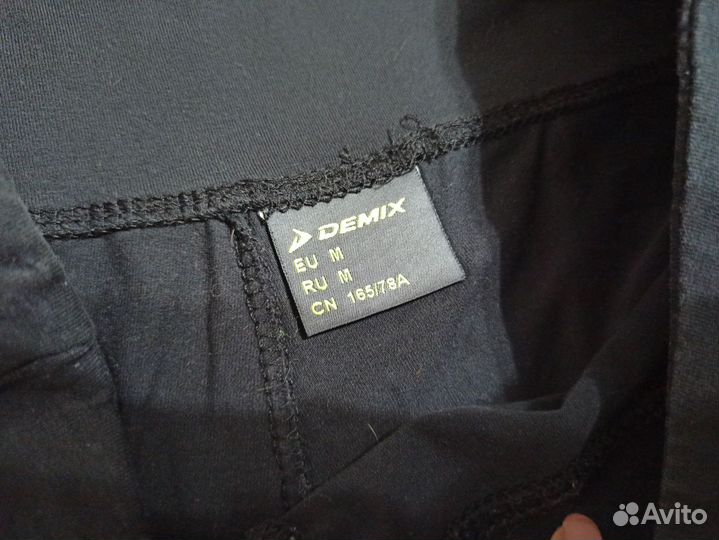 DEMIX
EU M
RU M
CN 165/78A
Avito